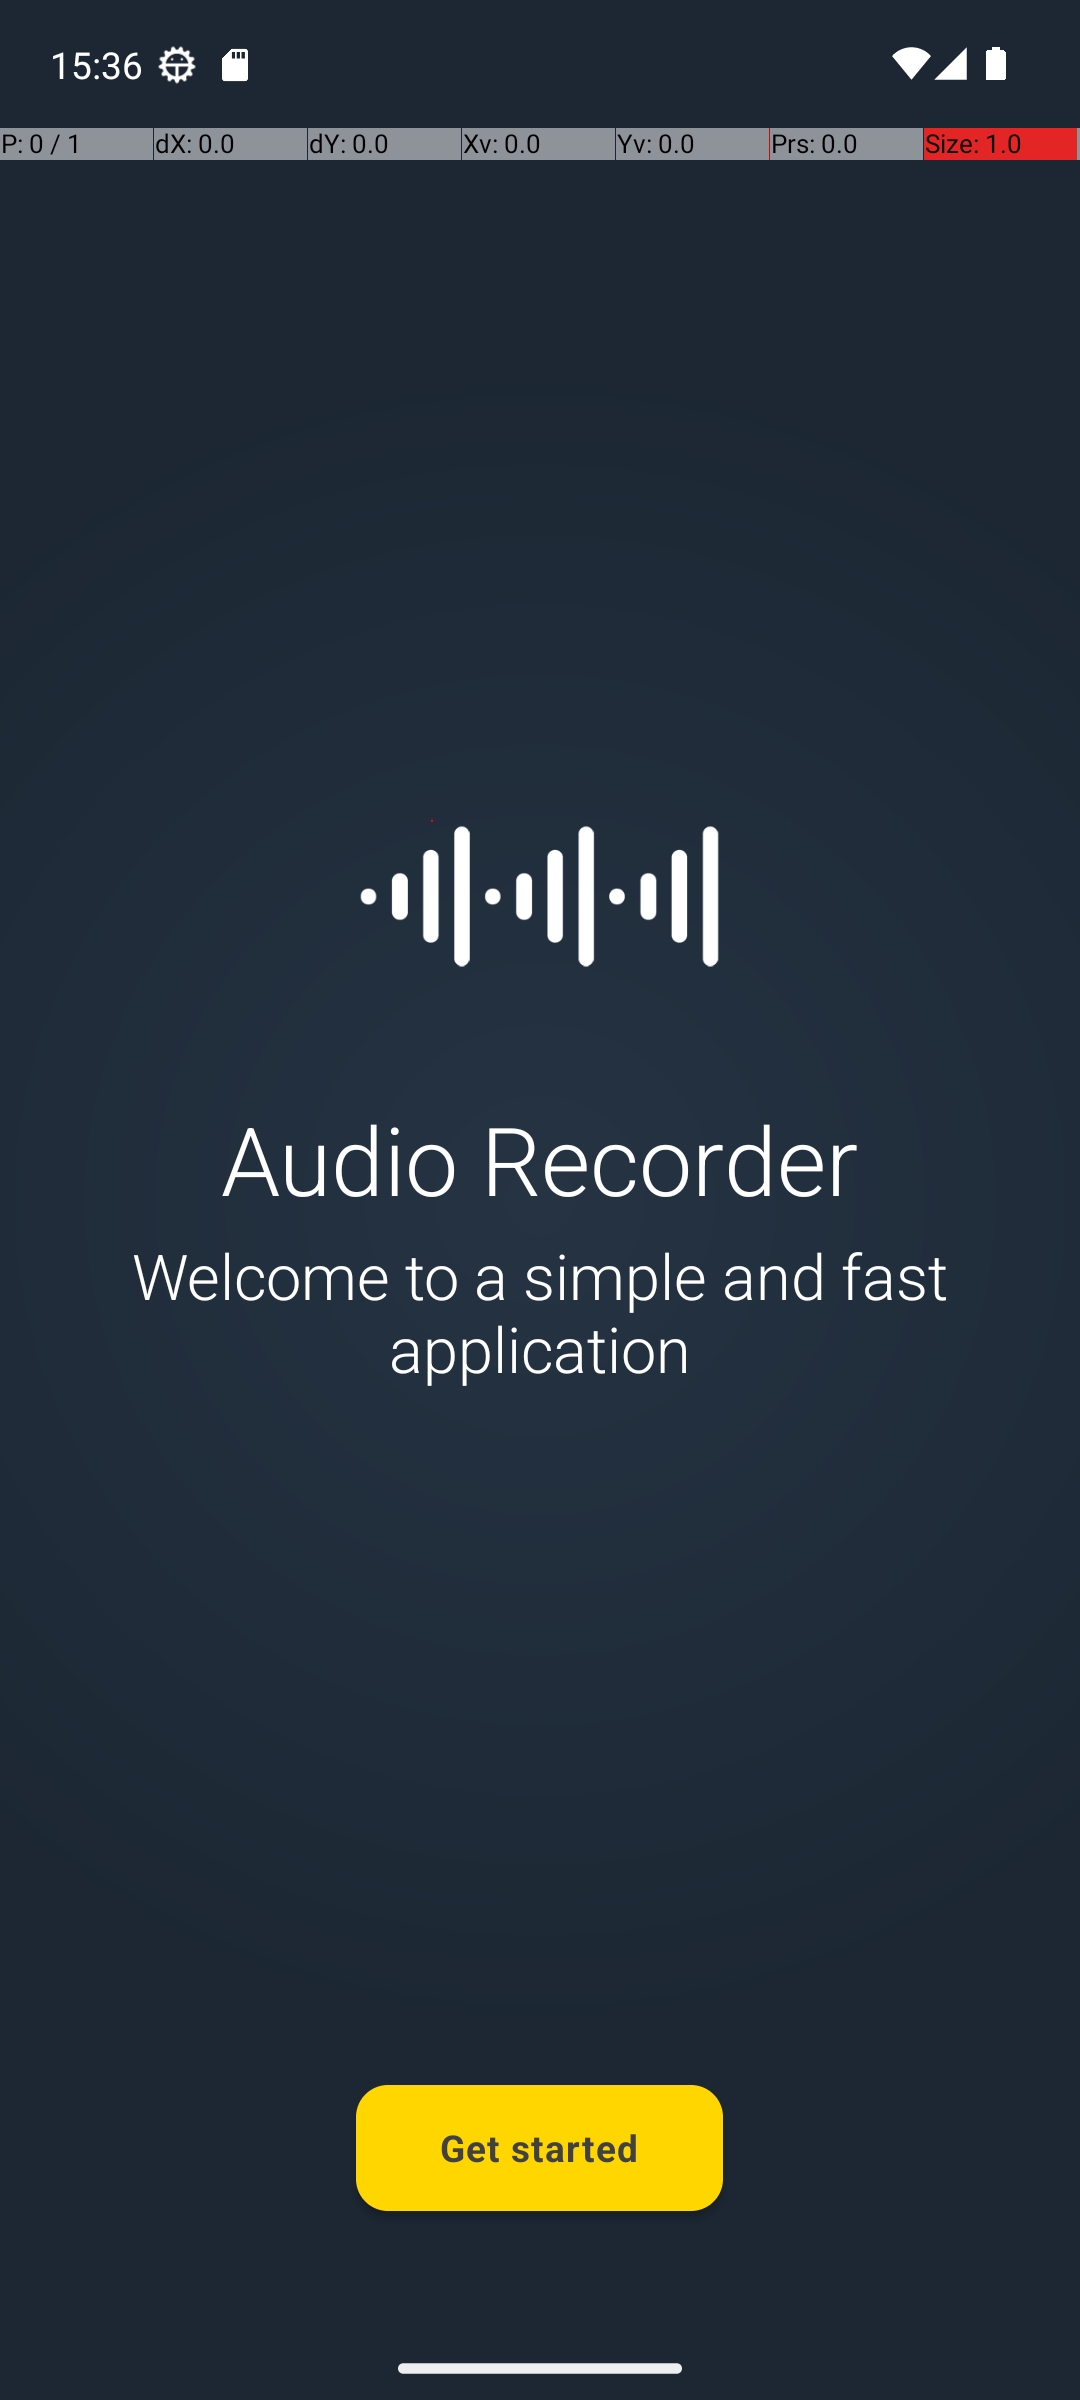 15:36
P: 0 / 1 dX: 0.0 dY: 0.0 Xv: 0.0 Yv: 0.0 Prs: 0.0 Size: 1.0
Audio Recorder
Welcome to a simple and fast
application
Get started